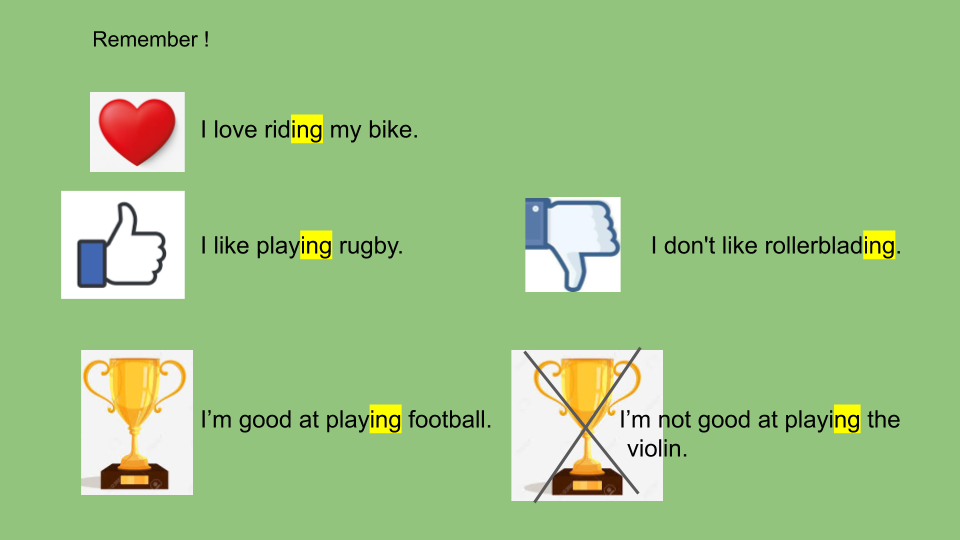 Remember !
I love riding my bike.
I like playing rugby.
I don't like rollerblading.
I’m good at playing football.
I’m not good at playing the
violin.